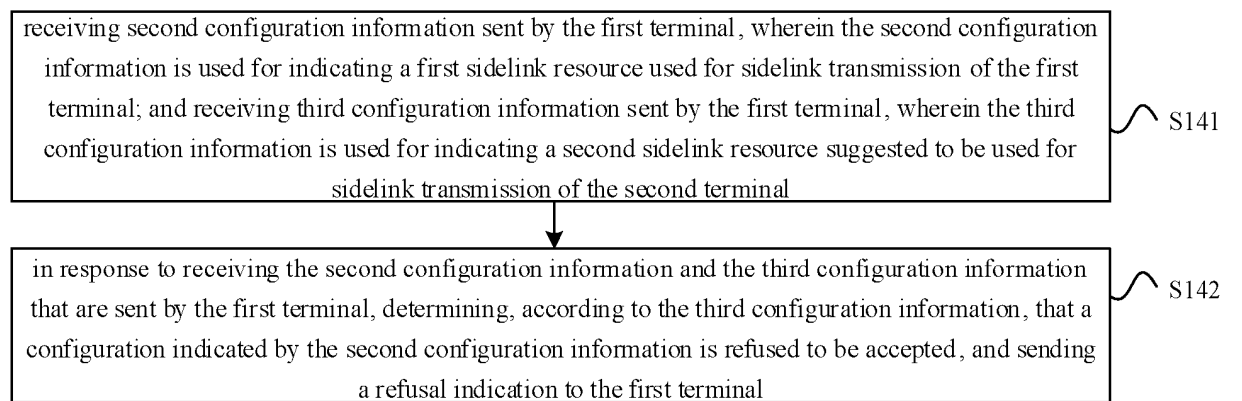 receiving second configuration information sent by the first terminal, wherein the second configuration
information is used for indicating a first sidelink resource used for sidelink transmission of the first
terminal; and receiving third configuration information sent by the first terminal, wherein the third
configuration information is used for indicating a second sidelink resource suggested to be used for
sidelink transmission of the second terminal
S141
in response to receiving the second configuration information and the third configuration information
that are sent by the first terminal, determining, according to the third configuration information, that a
configuration indicated by the second configuration information is refused to be accepted, and sending
a refusal indication to the first terminal
S142